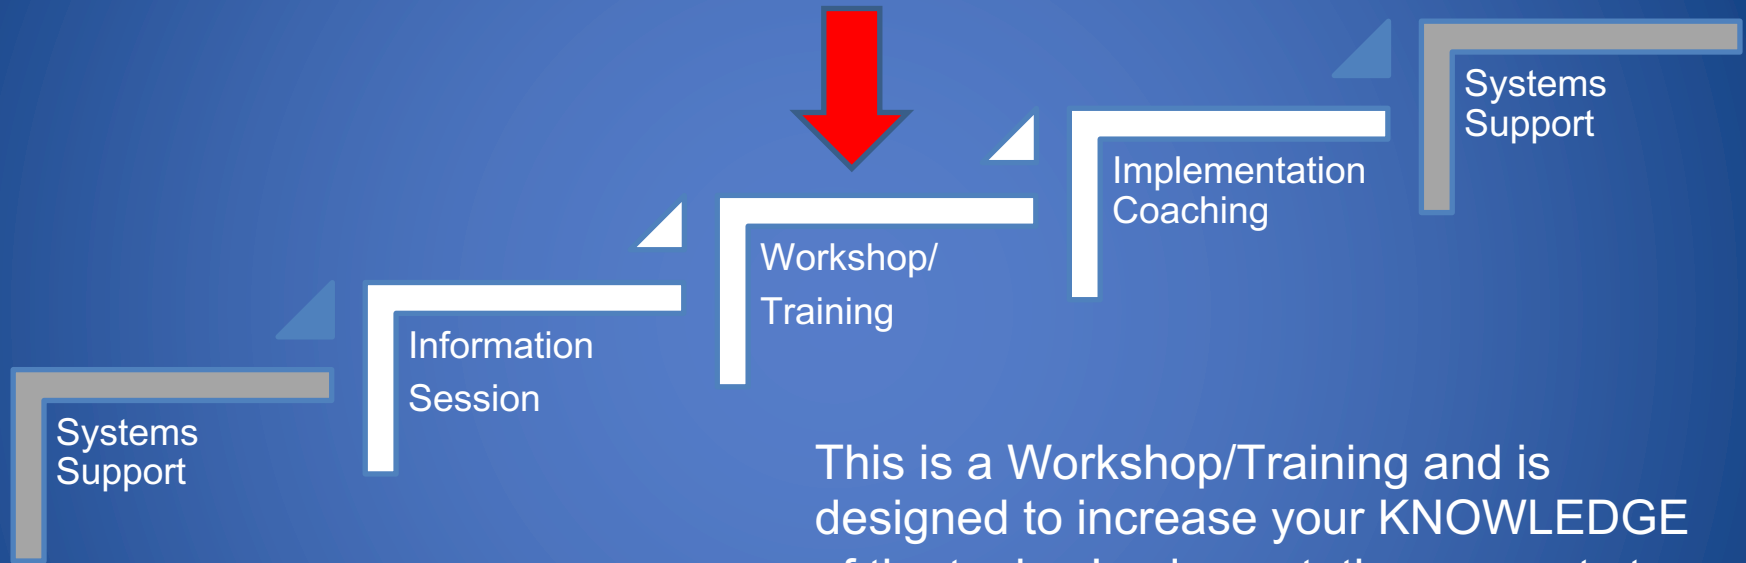 Systems
Support
Information
Session
Workshop/
Training
Implementation
Coaching
Systems
Support
This is a Workshop/Training and is
designed to increase your KNOWLEDGE